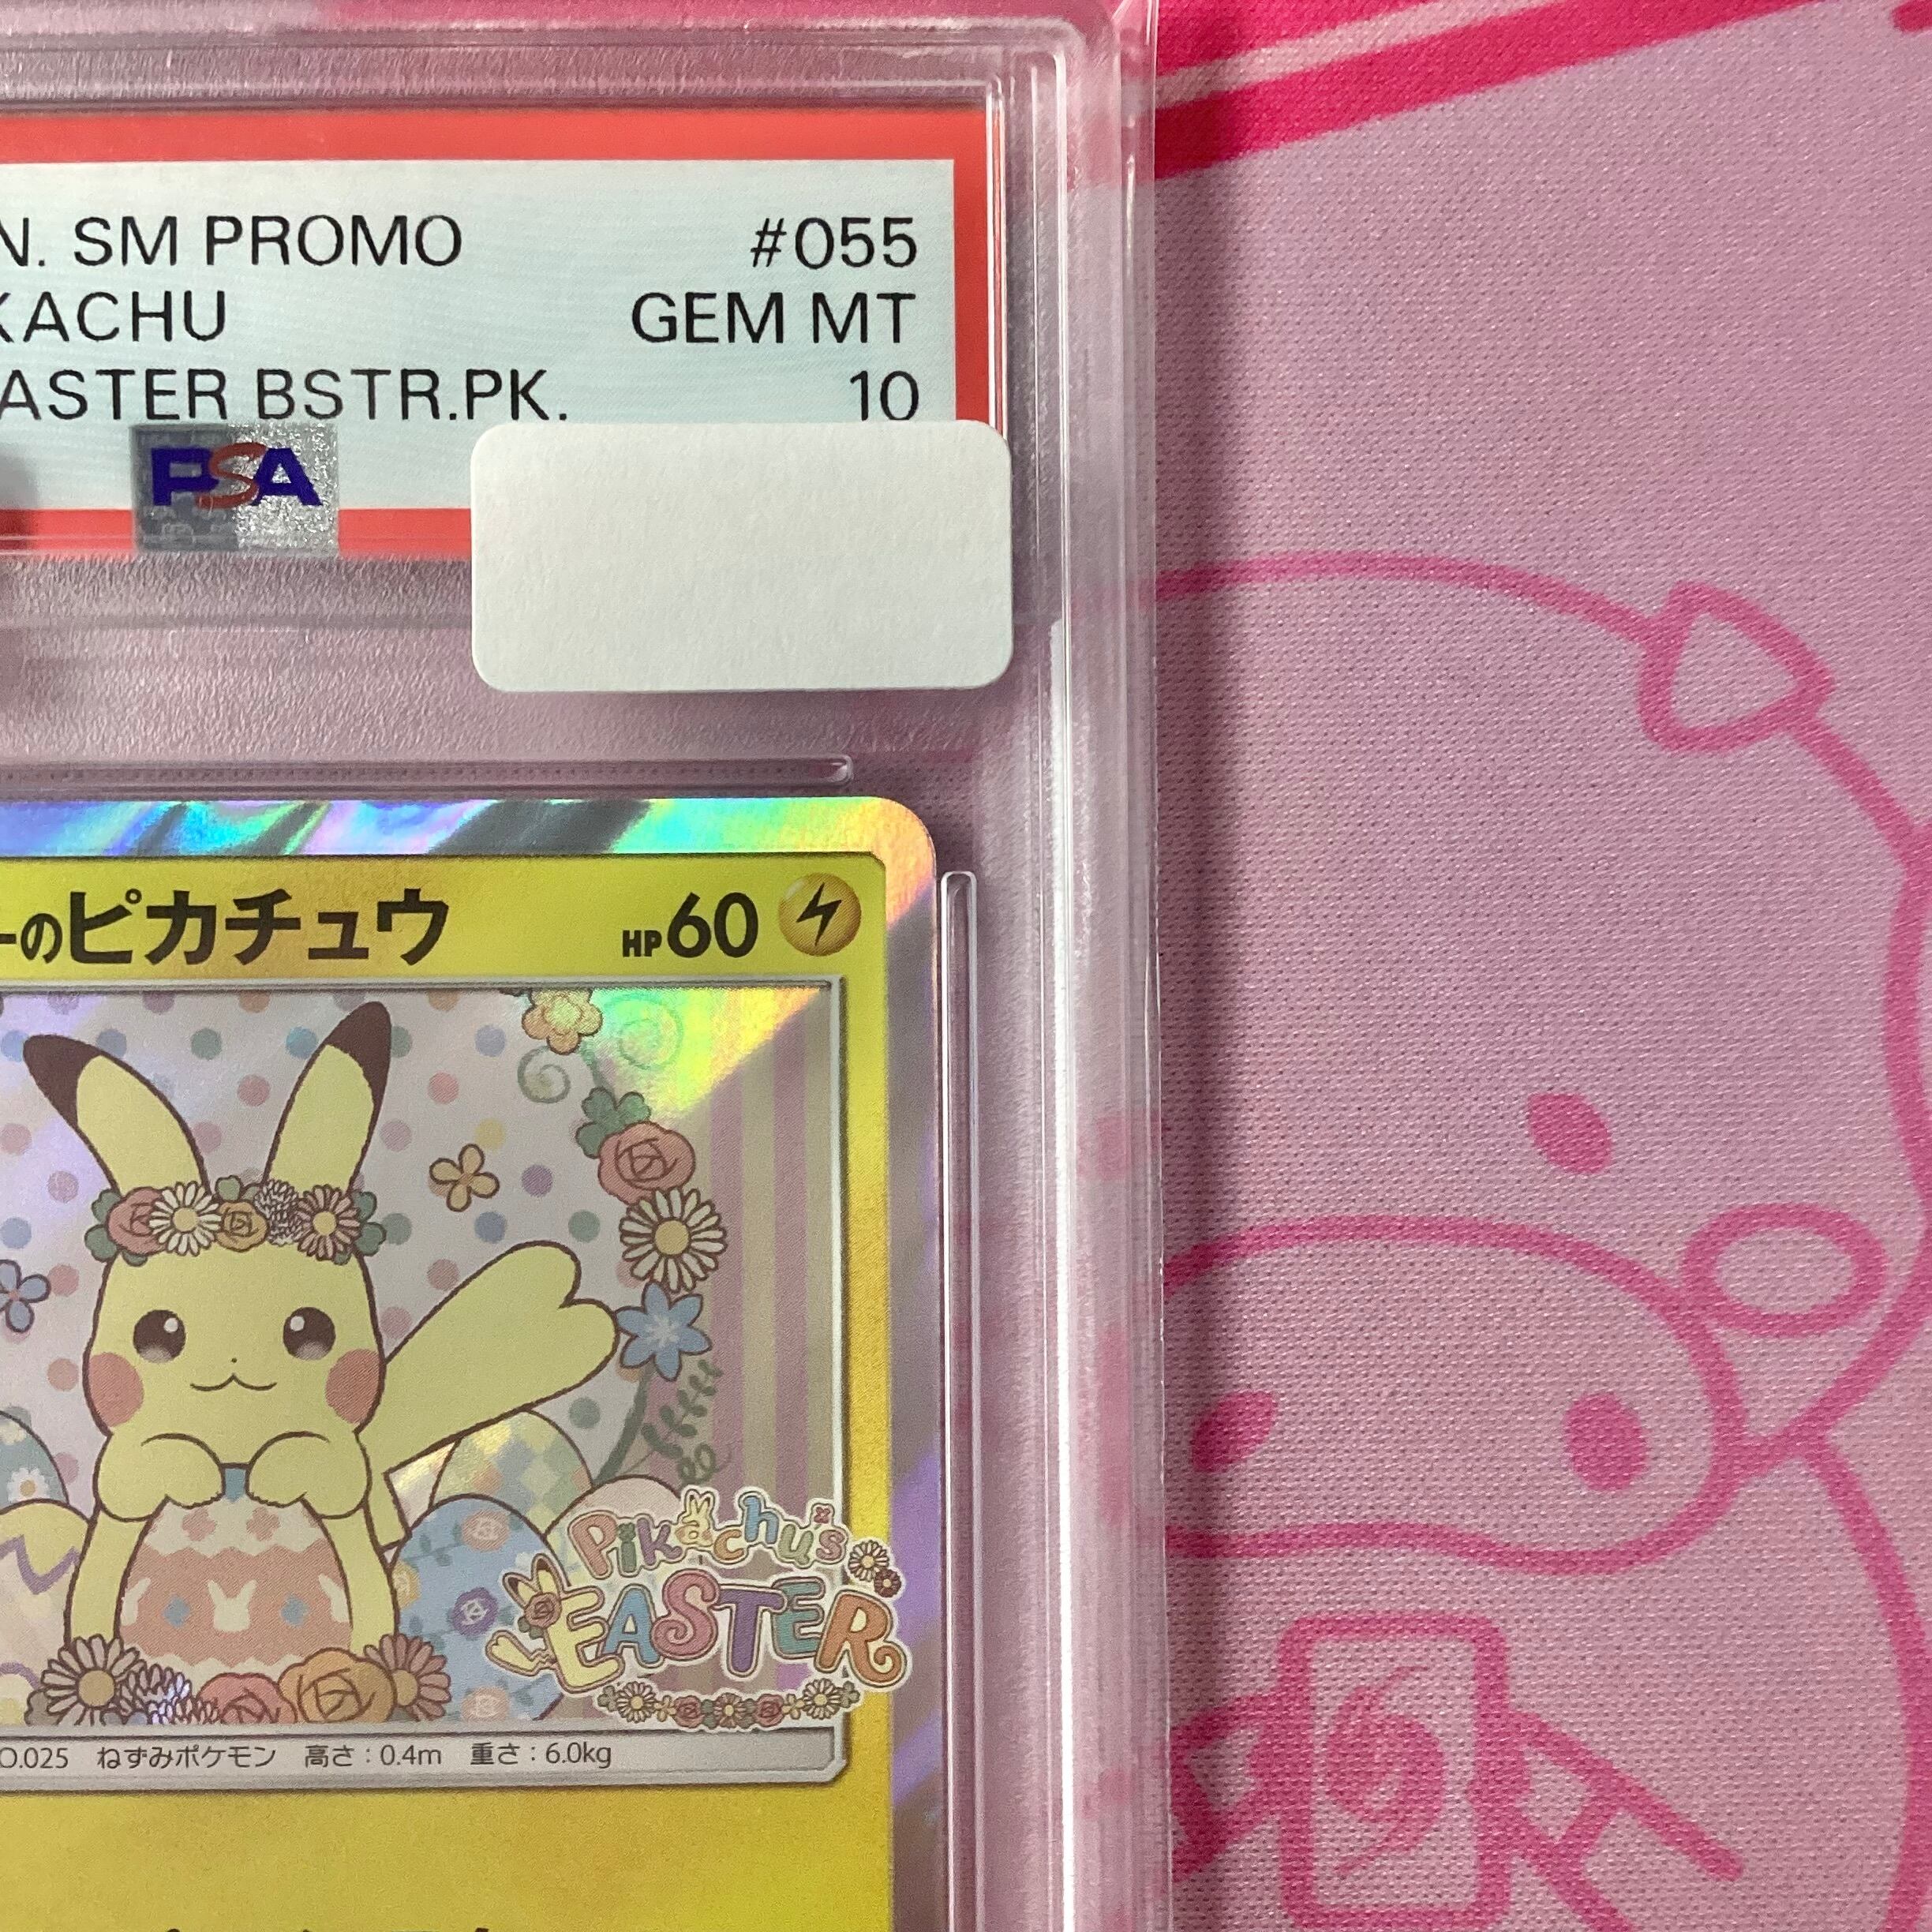 N. SM PROMO #055
KACHU GEM MT
ASTER BSTR.PK. 10
PSA
ーのピカチュウ HP60
Pikachu's
EASTER
O.025 ねずみポケモン 高さ：0.4m 重さ：6.0kg